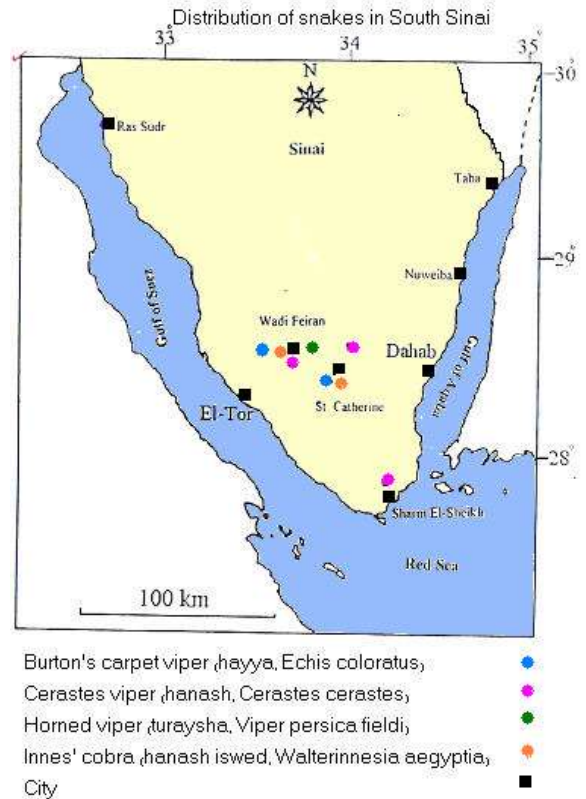 Distribution of snakes in South Sinai
33° 34 35°
30°
N
Ras Sudr
Sinai
Taba
29°
Nuweiba
Gulf of Suez
Wadi Feiran
Dahab
Gulf of Aqaba
St. Catherine
El-Tor
28°
Sharm El-Sheikh
Red Sea
100 km
Burton's carpet viper (hayya, Echis coloratus)
Cerastes viper (hanash, Cerastes cerastes)
Horned viper (turaysha, Viper persica fieldi)
Innes' cobra (hanash iswed, Walterinnesia aegyptia)
City